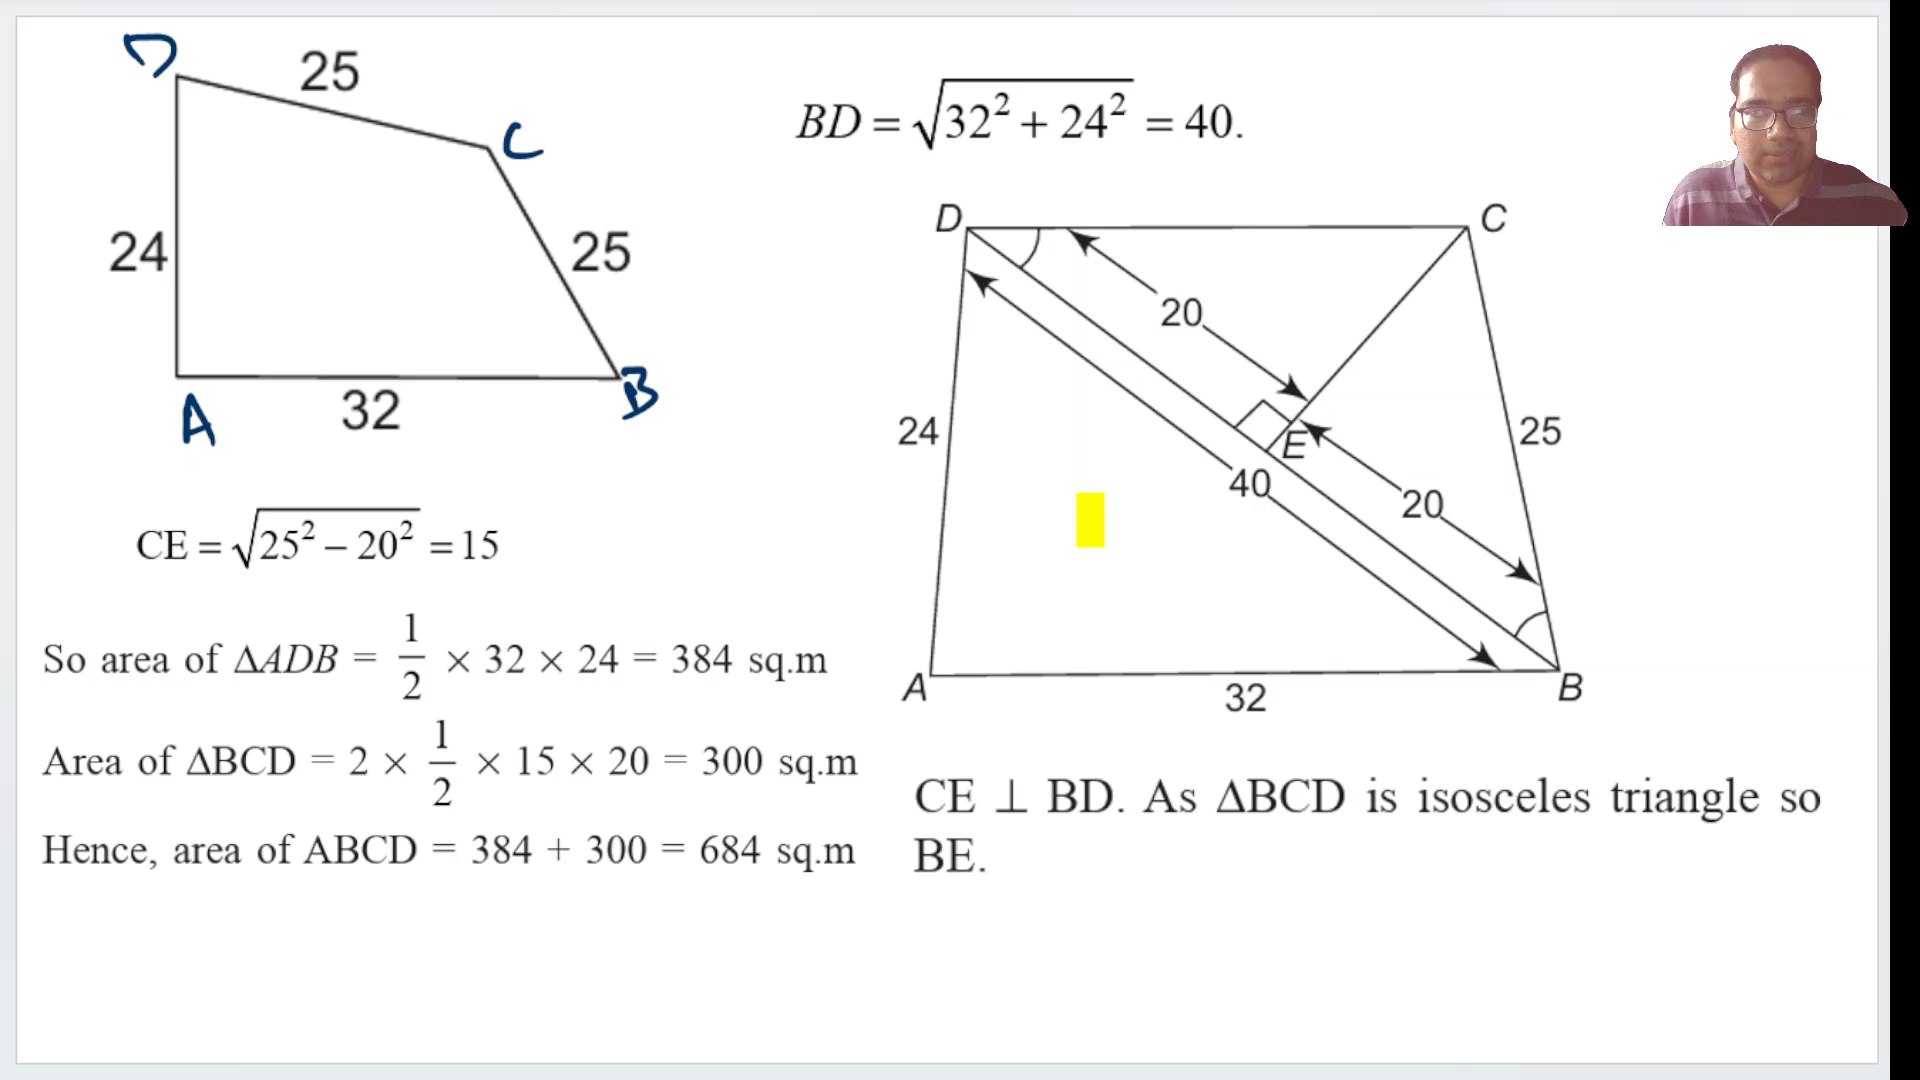 D
25
C
24
25
A
32
B
BD = √(32² + 24²) = 40.
D
C
20
24
E
25
40
20
A
32
B
CE = √(25² – 20²) = 15
So area of ΔADB = 1/2 × 32 × 24 = 384 sq.m
Area of ΔBCD = 2 × 1/2 × 15 × 20 = 300 sq.m
Hence, area of ABCD = 384 + 300 = 684 sq.m
CE ⊥ BD. As ΔBCD is isosceles triangle so
BE.